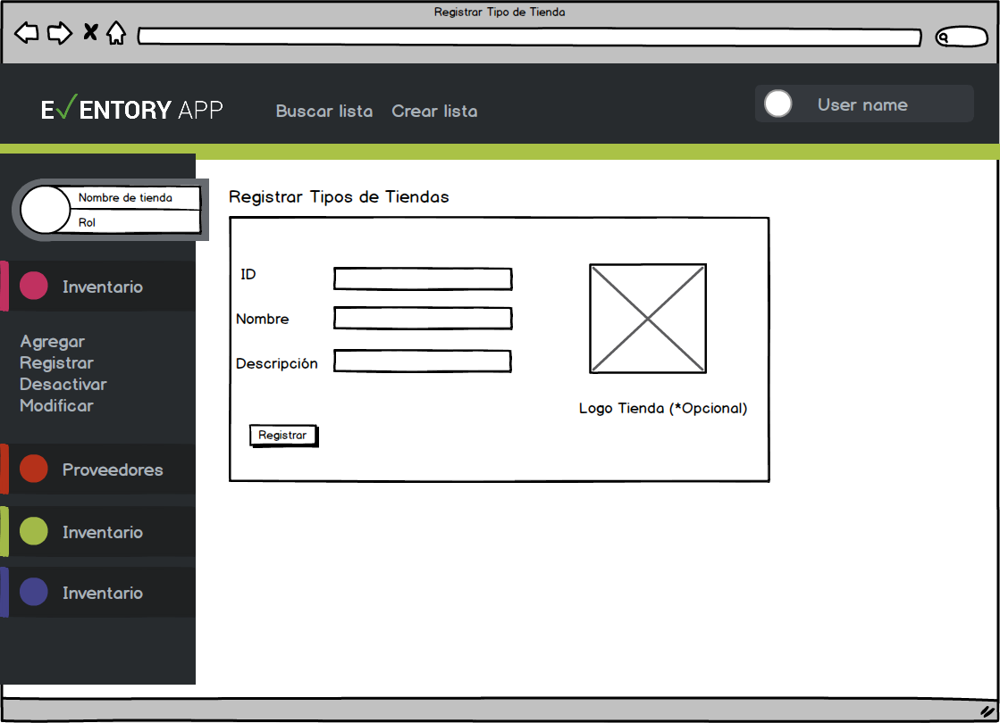 Registrar Tipo de Tienda
EVENTORY APP
Buscar lista
Crear lista
User name
Nombre de tienda
Rol
Inventario
Agregar
Registrar
Desactivar
Modificar
Proveedores
Inventario
Inventario
Registrar Tipos de Tiendas
ID
Nombre
Descripción
Logo Tienda (*Opcional)
Registrar